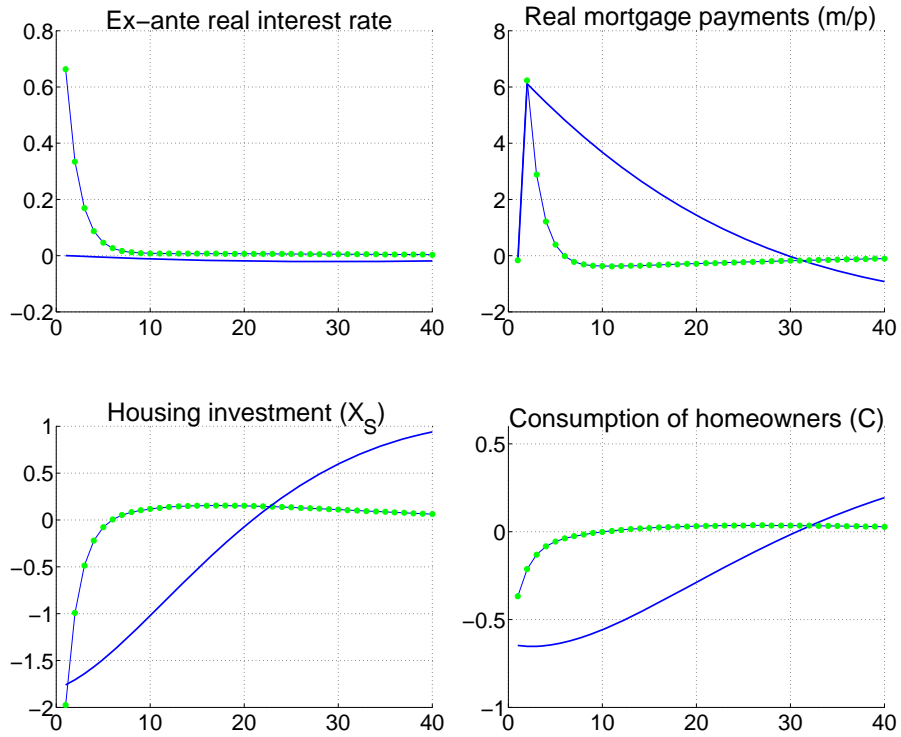 Ex−ante real interest rate
0.8
0.6
0.4
0.2
0
−0.2
0 10 20 30 40
Real mortgage payments (m/p)
8
6
4
2
0
−2
0 10 20 30 40
Housing investment (X_S)
1
0.5
0
−0.5
−1
−1.5
−2
0 10 20 30 40
Consumption of homeowners (C)
0.5
0
−0.5
−1
0 10 20 30 40